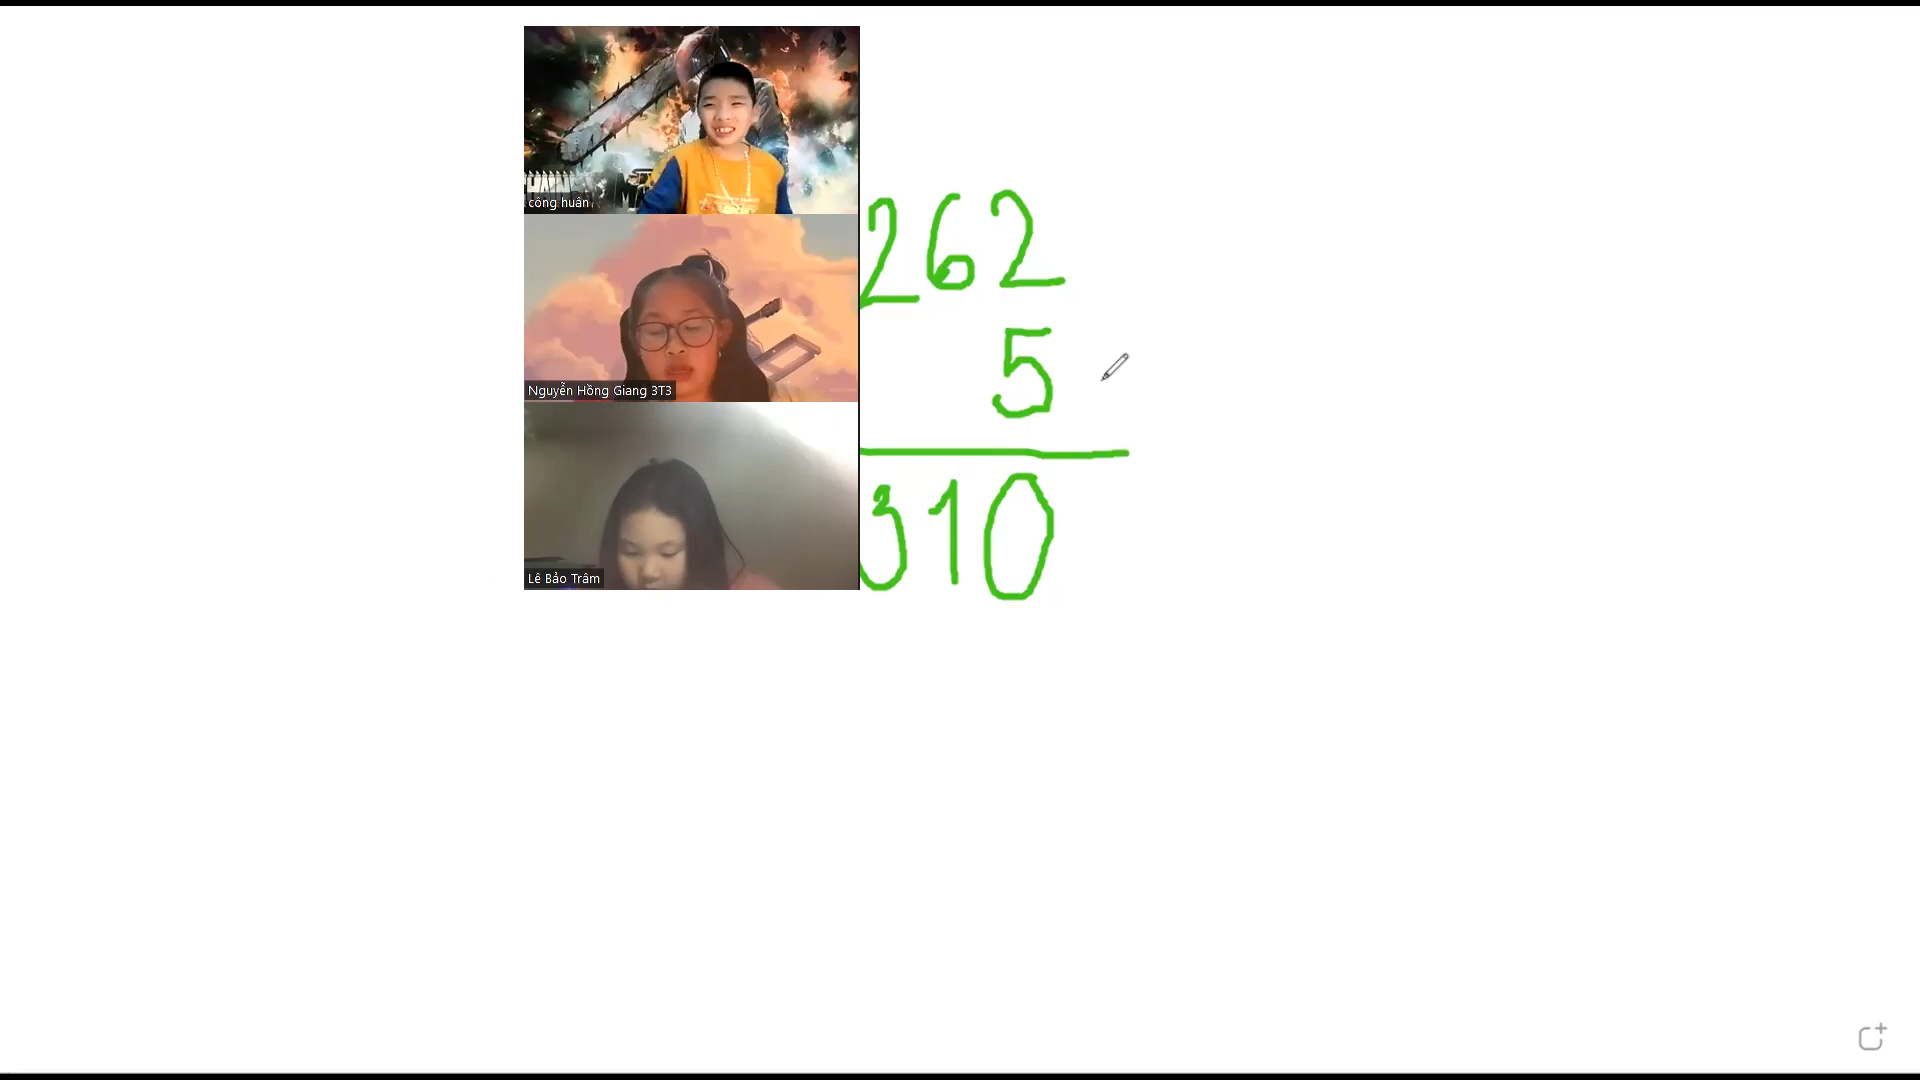 công huân
Nguyễn Hồng Giang 3T3
Lê Bảo Trâm
262
5
310